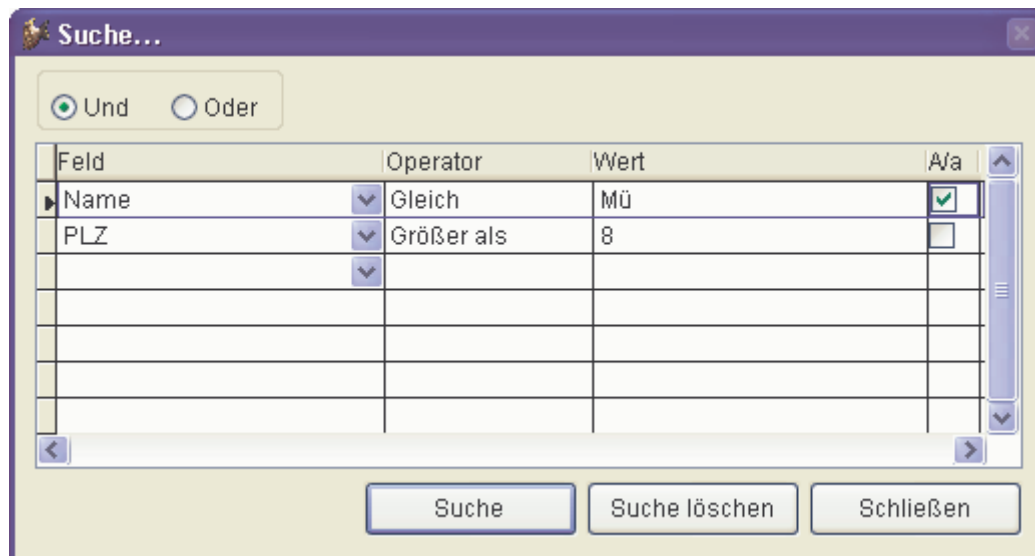 Suche...
Und Oder
Feld Operator Wert A/a
Name Gleich Mü
PLZ Größer als 8
Suche Suche löschen Schließen